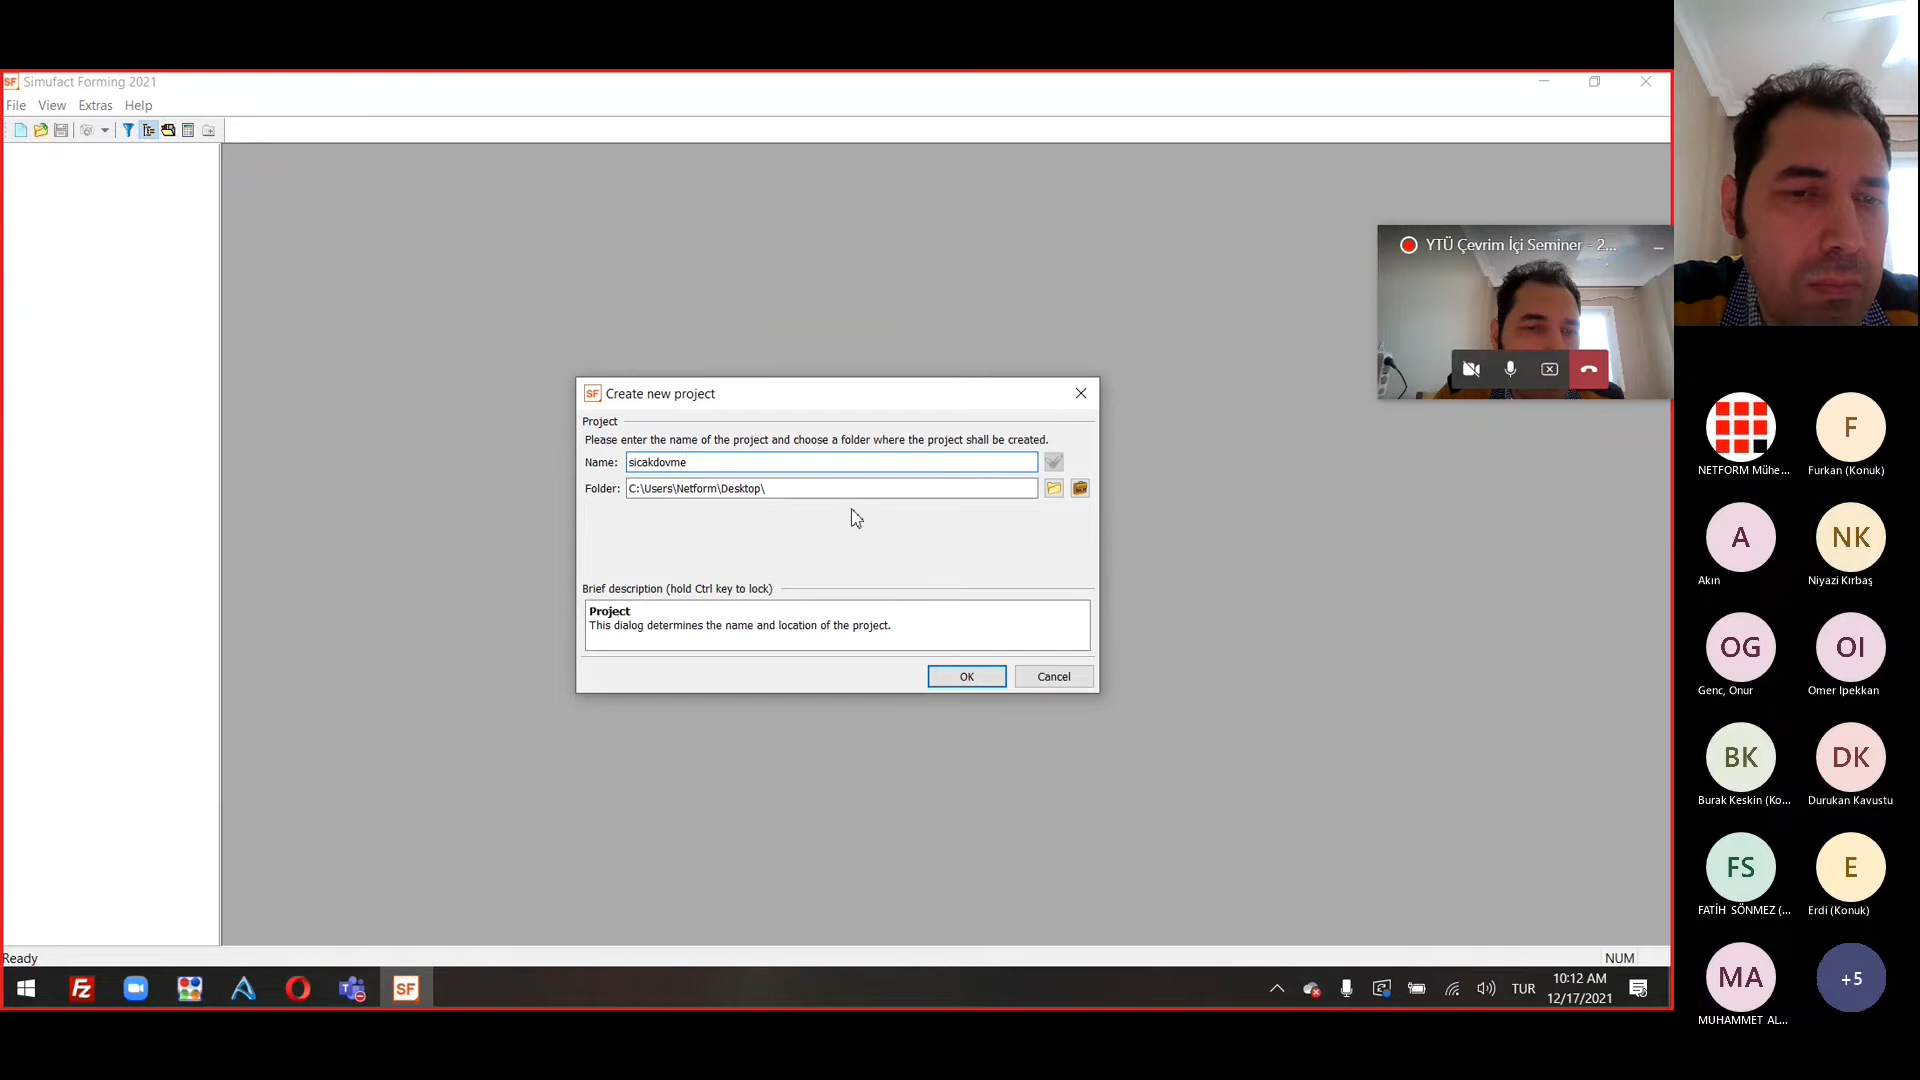 SF Simufact Forming 2021
File View Extras Help
YTÜ Çevrim İçi Seminer - 2...
SF Create new project
Project
Please enter the name of the project and choose a folder where the project shall be created.
Name: sicakdovme
Folder: C:\Users\Netform\Desktop\
Brief description (hold Ctrl key to lock)
Project
This dialog determines the name and location of the project.
OK Cancel
Ready
NUM
Fz
SF
TUR
10:12 AM
12/17/2021
NETFORM Mühe...
F
Furkan (Konuk)
A
Akın
NK
Niyazi Kırbaş
OG
Genc, Onur
OI
Omer Ipekkan
BK
Burak Keskin (Ko...
DK
Durukan Kavustu
FS
FATİH SÖNMEZ (...
E
Erdi (Konuk)
MA
MUHAMMET AL...
+5